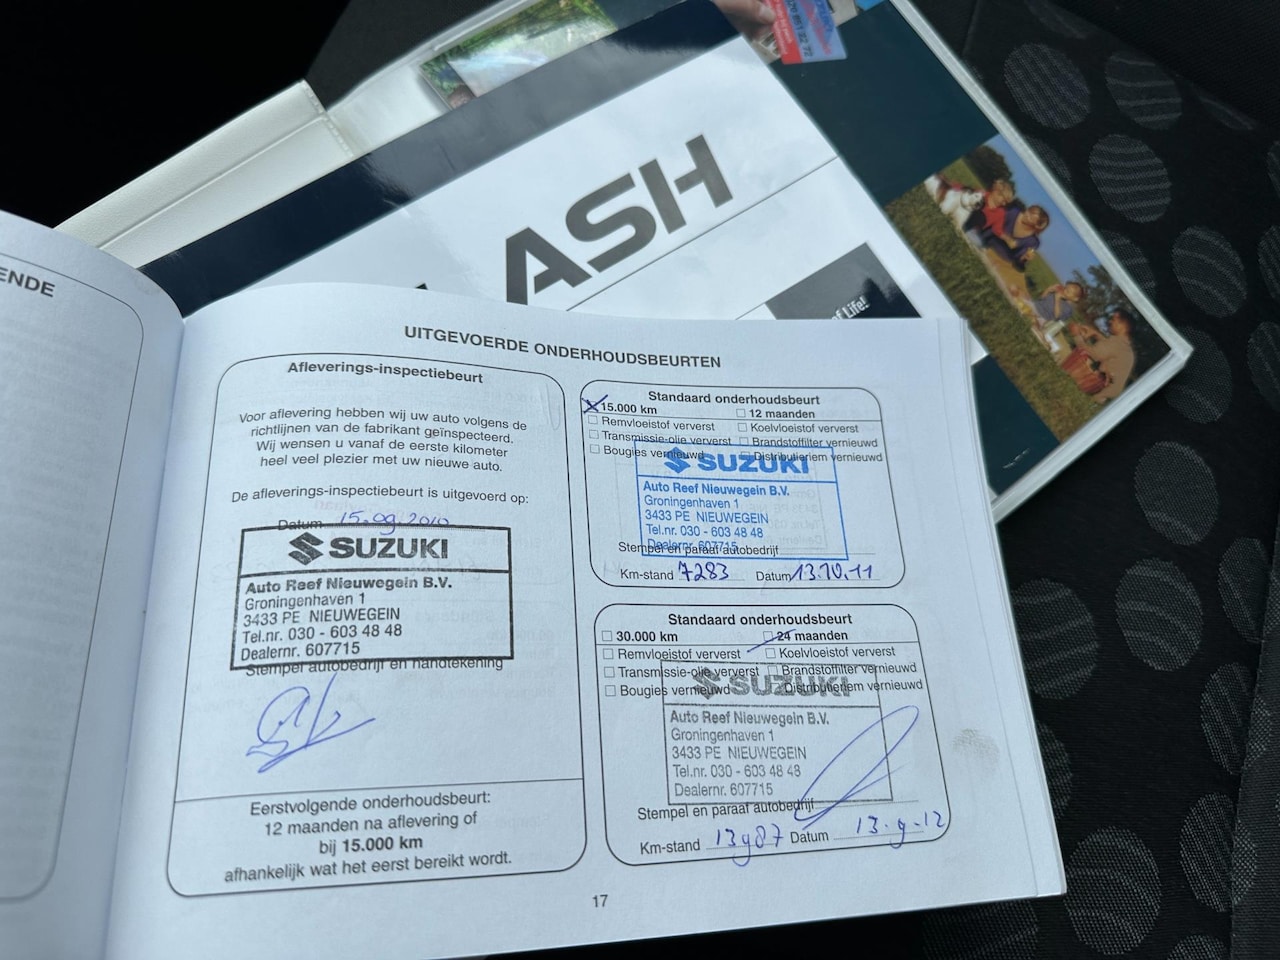 ASH
of Life!
ENDE
UITGEVOERDE ONDERHOUDSBEURTEN
Afleverings-inspectiebeurt
Voor aflevering hebben wij uw auto volgens de
richtlijnen van de fabrikant geïnspecteerd.
Wij wensen u vanaf de eerste kilometer
heel veel plezier met uw nieuwe auto.
De afleverings-inspectiebeurt is uitgevoerd op:
Datum 15.09.2010
SUZUKI
Auto Reef Nieuwegein B.V.
Groningenhaven 1
3433 PE NIEUWEGEIN
Tel.nr. 030 - 603 48 48
Dealernr. 607715
Stempel autobedrijf en handtekening
Eerstvolgende onderhoudsbeurt:
12 maanden na aflevering of
bij 15.000 km
afhankelijk wat het eerst bereikt wordt.
Standaard onderhoudsbeurt
15.000 km 12 maanden
Remvloeistof ververst Koelvloeistof ververst
Transmissie-olie ververst Brandstoffilter vernieuwd
Bougies vernieuwd Distributieriem vernieuwd
SUZUKI
Auto Reef Nieuwegein B.V.
Groningenhaven 1
3433 PE NIEUWEGEIN
Tel.nr. 030 - 603 48 48
Dealernr. 607715
Stempel en paraaf autobedrijf
Km-stand 7283 Datum 13.10.11
Standaard onderhoudsbeurt
30.000 km 24 maanden
Remvloeistof ververst Koelvloeistof ververst
Transmissie-olie ververst Brandstoffilter vernieuwd
Bougies vernieuwd Distributieriem vernieuwd
SUZUKI
Auto Reef Nieuwegein B.V.
Groningenhaven 1
3433 PE NIEUWEGEIN
Tel.nr. 030 - 603 48 48
Dealernr. 607715
Stempel en paraaf autobedrijf
Km-stand 13987 Datum 13-9-12
17